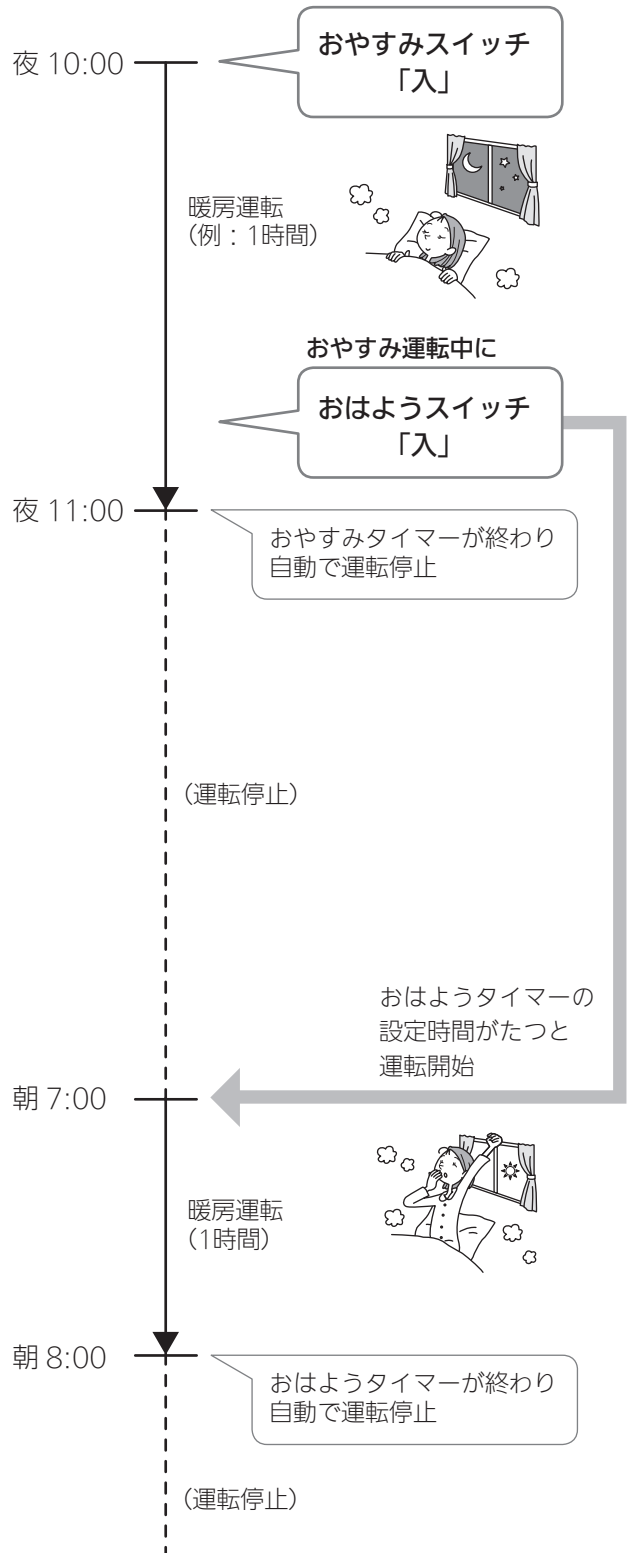 夜 10:00
おやすみスイッチ
「入」
暖房運転
(例:1時間)
おやすみ運転中に
おはようスイッチ
「入」
夜 11:00
おやすみタイマーが終わり
自動で運転停止
(運転停止)
おはようタイマーの
設定時間がたつと
運転開始
朝 7:00
暖房運転
(1時間)
朝 8:00
おはようタイマーが終わり
自動で運転停止
(運転停止)